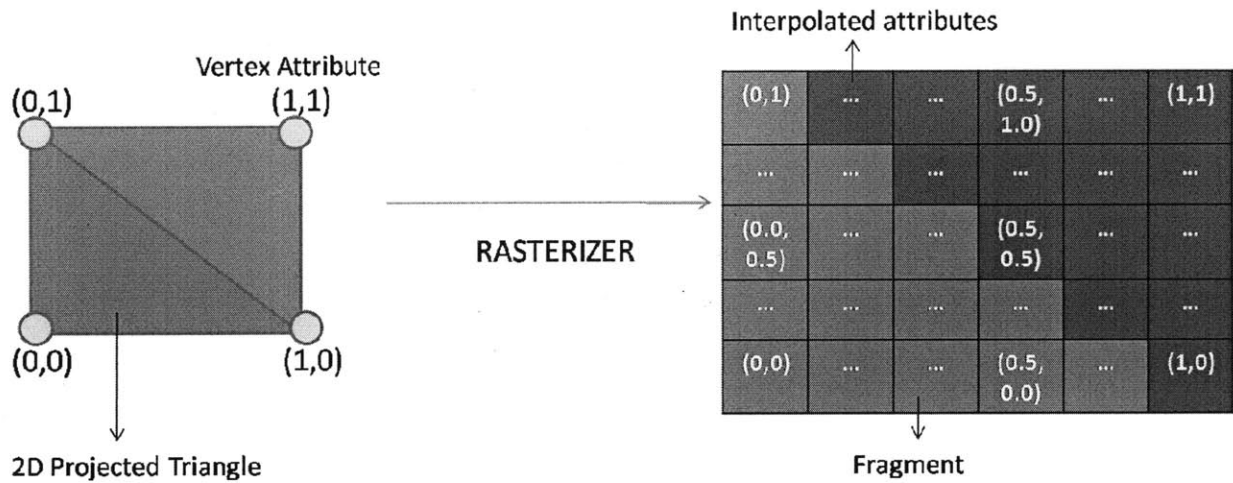 Interpolated attributes
Vertex Attribute
(0,1) (1,1)
(0,1) ... ... (0.5, ... (1,1)
1.0)
... ... ... ... ... ...
(0.0, ... ... (0.5, ... ...
0.5) 0.5)
RASTERIZER
... ... ... ... ... ...
(0,0) (1,0)
(0,0) ... ... (0.5, ... (1,0)
0.0)
2D Projected Triangle
Fragment